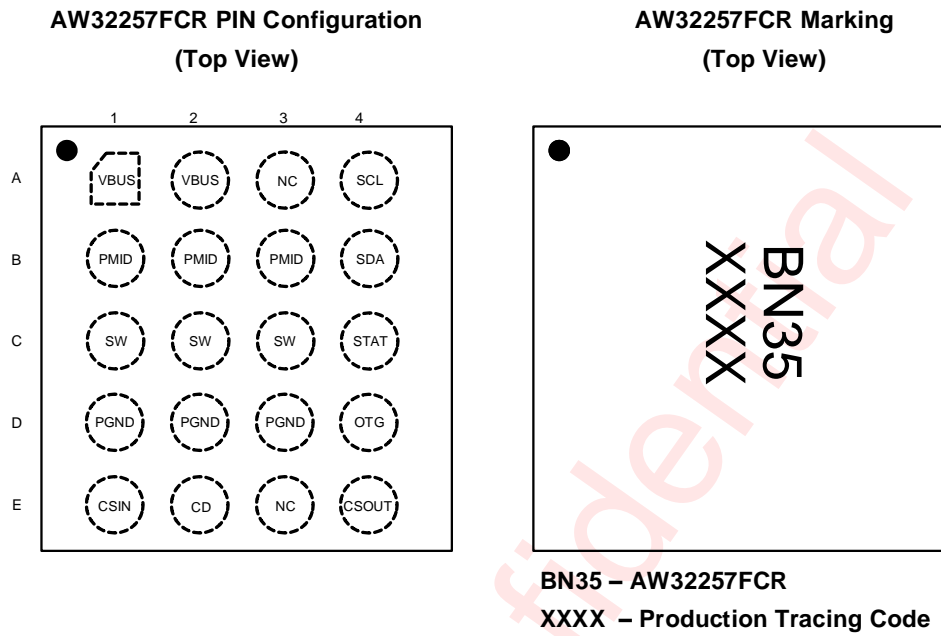 AW32257FCR PIN Configuration
(Top View)
1 2 3 4
A VBUS VBUS NC SCL
B PMID PMID PMID SDA
C SW SW SW STAT
D PGND PGND PGND OTG
E CSIN CD NC CSOUT
AW32257FCR Marking
(Top View)
BN35
XXXX
BN35 – AW32257FCR
XXXX – Production Tracing Code
fidential